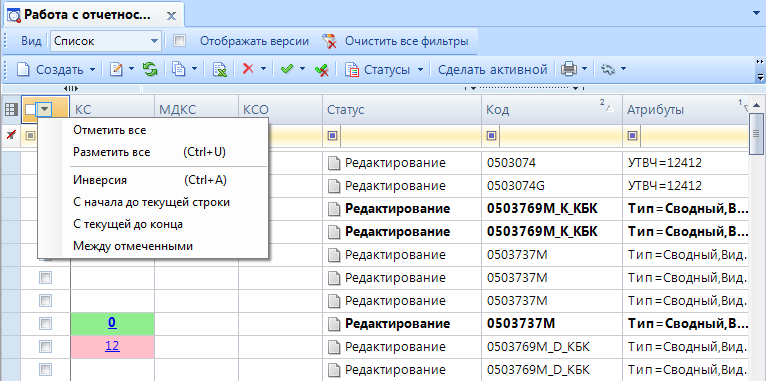 Работа с отчетнос...
Вид Список Отображать версии Очистить все фильтры
Создать Статусы Сделать активной
КС МДКС КСО Статус Код 2 Атрибуты 1
Отметить все
Разметить все (Ctrl+U)
Инверсия (Ctrl+A)
С начала до текущей строки
С текущей до конца
Между отмеченными
Редактирование 0503074 УТВЧ=12412
Редактирование 0503074G УТВЧ=12412
Редактирование 0503769M_K_КБК Тип=Сводный,В...
Редактирование 0503769M_K_КБК Тип=Сводный,В...
Редактирование 0503737M Тип=Сводный,Вид...
Редактирование 0503737M Тип=Сводный,Вид...
Редактирование 0503737M Тип=Сводный,Вид...
0 Редактирование 0503737M Тип=Сводный,В...
12 Редактирование 0503769M_D_КБК Тип=Сводный,Вид...
Редактирование 0503769M_D_КБК Тип=Сводный,Вид...